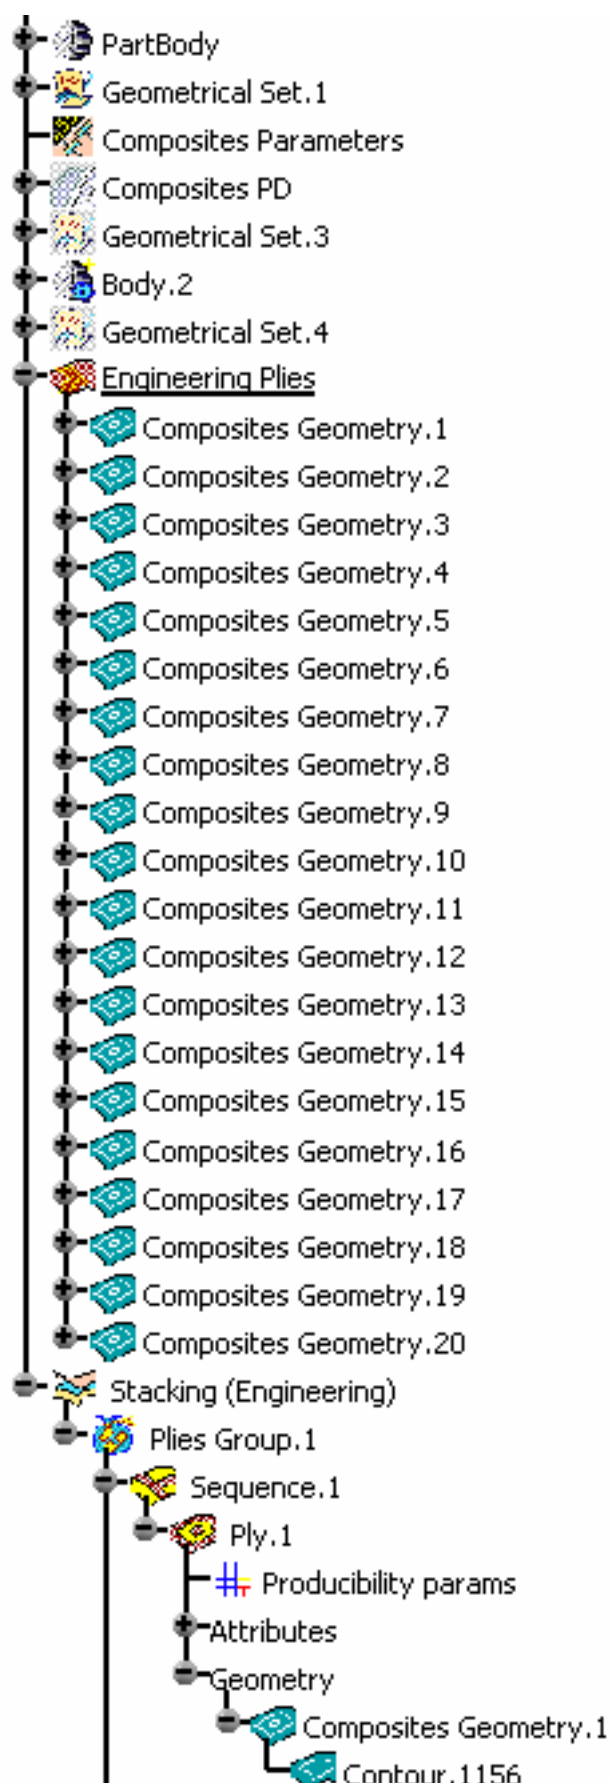 PartBody
Geometrical Set.1
Composites Parameters
Composites PD
Geometrical Set.3
Body.2
Geometrical Set.4
Engineering Plies
Composites Geometry.1
Composites Geometry.2
Composites Geometry.3
Composites Geometry.4
Composites Geometry.5
Composites Geometry.6
Composites Geometry.7
Composites Geometry.8
Composites Geometry.9
Composites Geometry.10
Composites Geometry.11
Composites Geometry.12
Composites Geometry.13
Composites Geometry.14
Composites Geometry.15
Composites Geometry.16
Composites Geometry.17
Composites Geometry.18
Composites Geometry.19
Composites Geometry.20
Stacking (Engineering)
Plies Group.1
Sequence.1
Ply.1
Producibility params
Attributes
Geometry
Composites Geometry.1
Contour.1156